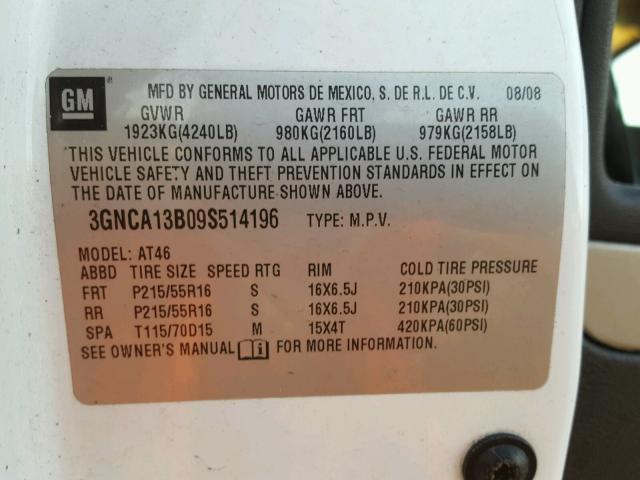 GM ® MFD BY GENERAL MOTORS DE MEXICO, S. DE R.L. DE C.V. 08/08
GVWR GAWR FRT GAWR RR
1923KG(4240LB) 980KG(2160LB) 979KG(2158LB)
THIS VEHICLE CONFORMS TO ALL APPLICABLE U.S. FEDERAL MOTOR
VEHICLE SAFETY AND THEFT PREVENTION STANDARDS IN EFFECT ON
THE DATE OF MANUFACTURE SHOWN ABOVE.
3GNCA13B09S514196 TYPE: M.P.V.
MODEL: AT46
ABBD TIRE SIZE SPEED RTG RIM COLD TIRE PRESSURE
FRT P215/55R16 S 16X6.5J 210KPA(30PSI)
RR P215/55R16 S 16X6.5J 210KPA(30PSI)
SPA T115/70D15 M 15X4T 420KPA(60PSI)
SEE OWNER'S MANUAL i FOR MORE INFORMATION.